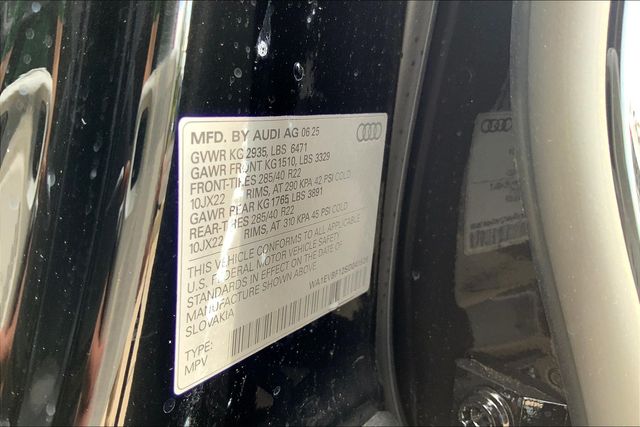 MFD. BY AUDI AG 06 25
GVWR KG 2935, LBS 6471
GAWR FRONT KG 1510, LBS 3329
FRONT-TIRES 285/40 R22
10JX22 RIMS, AT 290 KPA 42 PSI COLD
GAWR REAR KG 1765, LBS 3891
REAR-TIRES 285/40 R22
10JX22 RIMS, AT 310 KPA 45 PSI COLD
THIS VEHICLE CONFORMS TO ALL APPLICABLE
U.S. FEDERAL MOTOR VEHICLE SAFETY
STANDARDS IN EFFECT ON THE DATE OF
MANUFACTURE SHOWN ABOVE.
SLOVAKIA
TYPE:
MPV